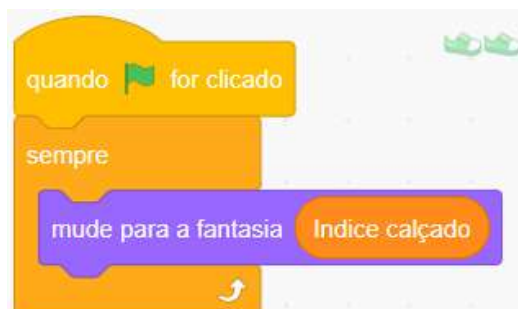 quando for clicado
sempre
mude para a fantasia Indice calçado